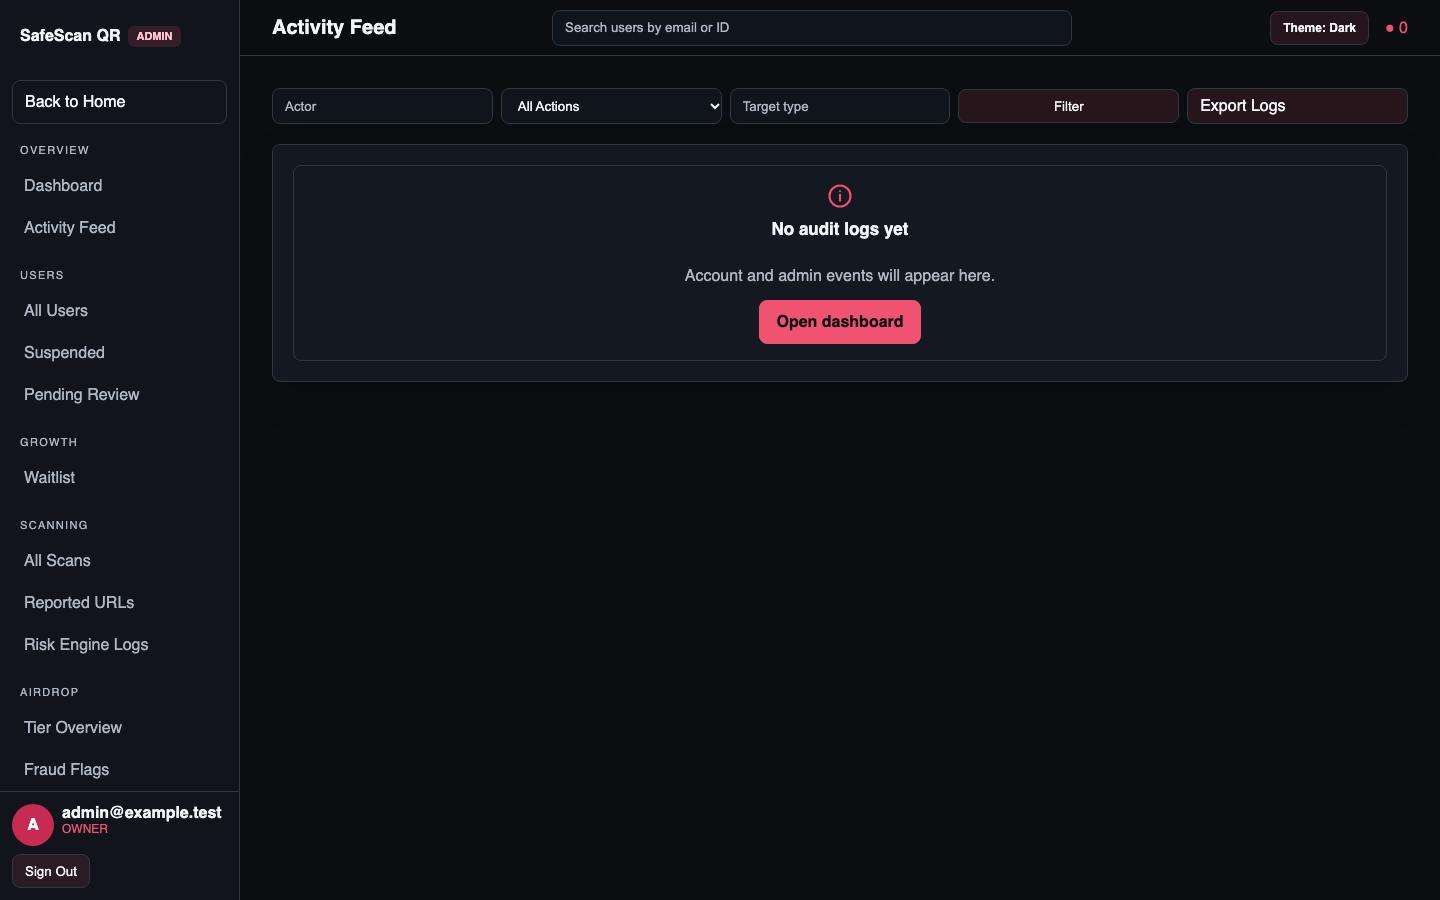 SafeScan QR ADMIN
Back to Home
OVERVIEW
Dashboard
Activity Feed
USERS
All Users
Suspended
Pending Review
GROWTH
Waitlist
SCANNING
All Scans
Reported URLs
Risk Engine Logs
AIRDROP
Tier Overview
Fraud Flags
A admin@example.test
OWNER
Sign Out
Activity Feed
Search users by email or ID
Theme: Dark
0
Actor
All Actions
Target type
Filter
Export Logs
No audit logs yet
Account and admin events will appear here.
Open dashboard